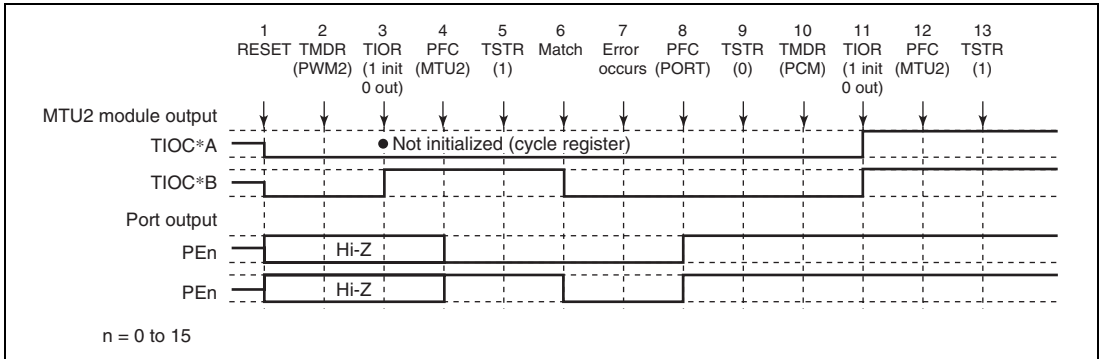 1 2 3 4 5 6 7 8 9 10 11 12 13
RESET TMDR TIOR PFC TSTR Match Error PFC TSTR TMDR TIOR PFC TSTR
(PWM2) (1 init (MTU2) (1) occurs (PORT) (0) (PCM) (1 init (MTU2) (1)
0 out) 0 out)
MTU2 module output
TIOC*A
● Not initialized (cycle register)
TIOC*B
Port output
PEn Hi-Z
PEn Hi-Z
n = 0 to 15